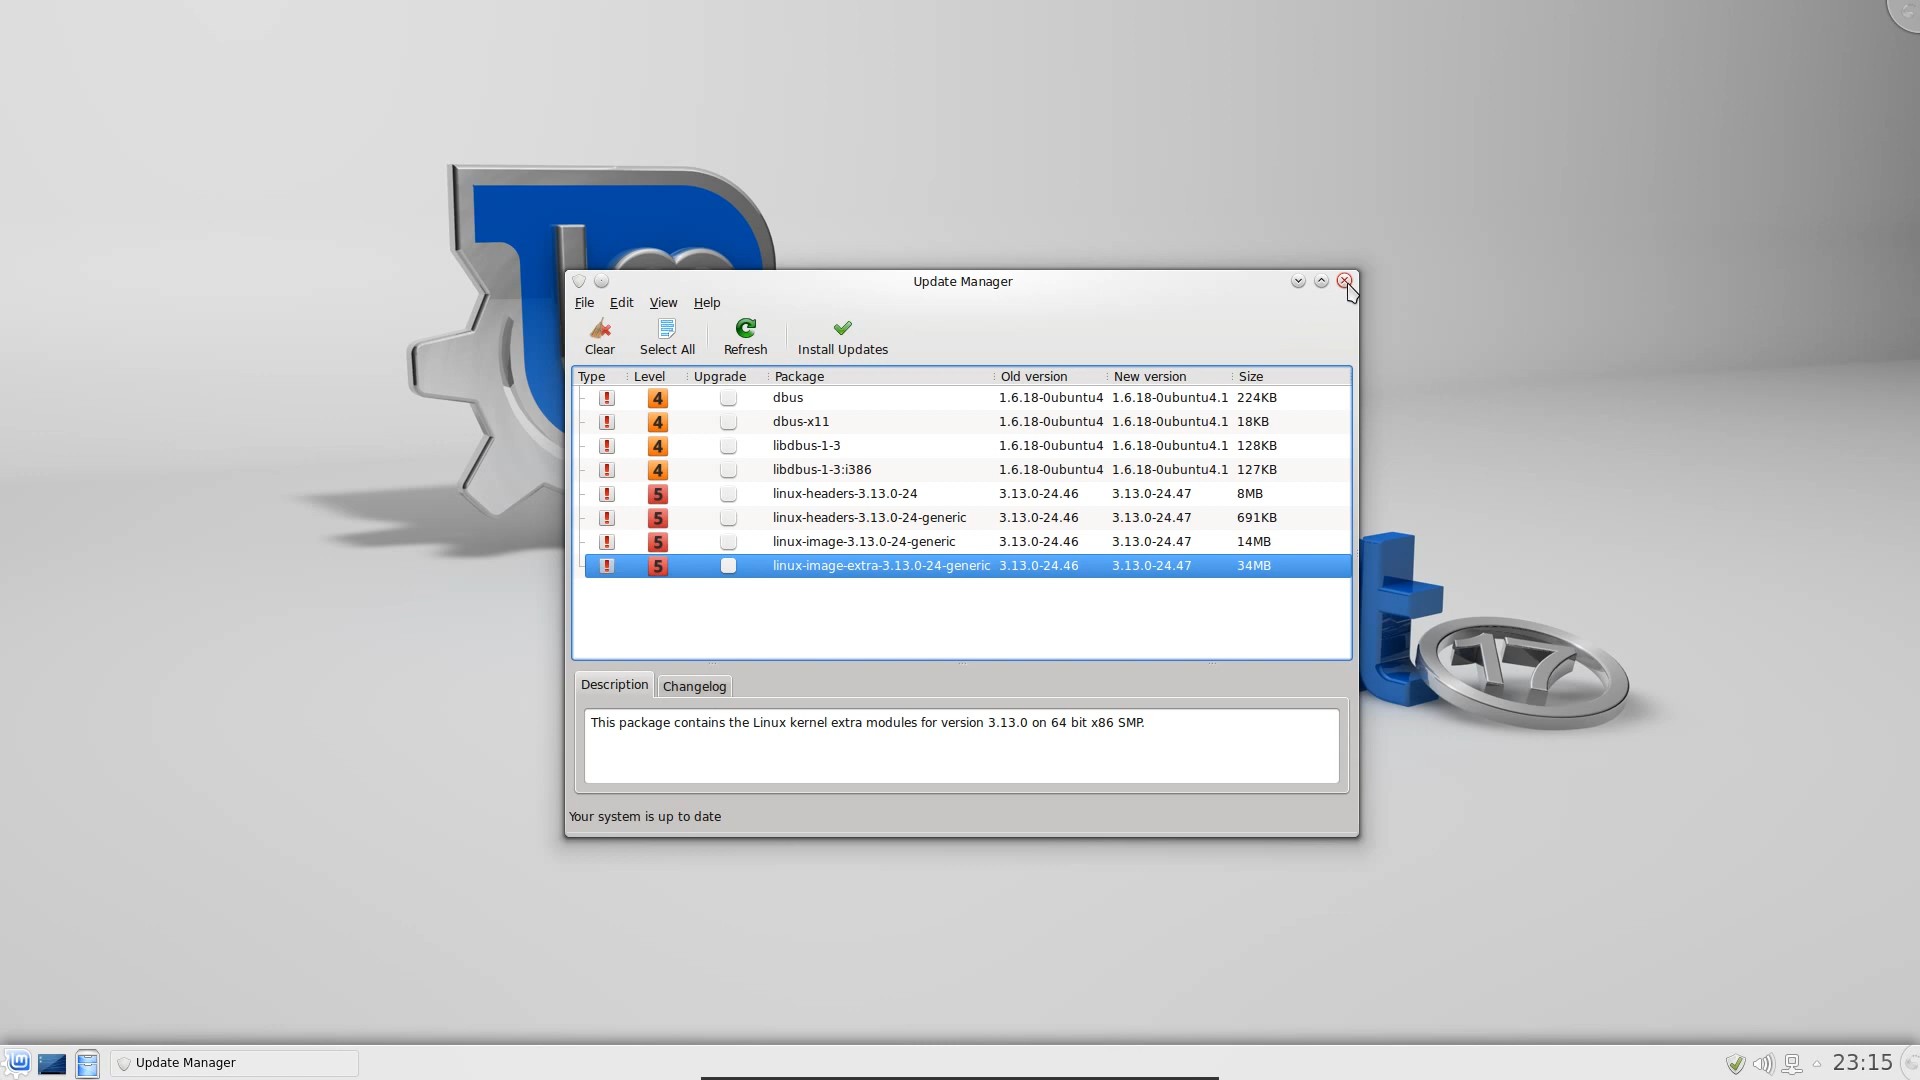 Update Manager
File Edit View Help
Clear Select All Refresh Install Updates
Type Level Upgrade Package Old version New version Size
4 dbus 1.6.18-0ubuntu4 1.6.18-0ubuntu4.1 224KB
4 dbus-x11 1.6.18-0ubuntu4 1.6.18-0ubuntu4.1 18KB
4 libdbus-1-3 1.6.18-0ubuntu4 1.6.18-0ubuntu4.1 128KB
4 libdbus-1-3:i386 1.6.18-0ubuntu4 1.6.18-0ubuntu4.1 127KB
5 linux-headers-3.13.0-24 3.13.0-24.46 3.13.0-24.47 8MB
5 linux-headers-3.13.0-24-generic 3.13.0-24.46 3.13.0-24.47 691KB
5 linux-image-3.13.0-24-generic 3.13.0-24.46 3.13.0-24.47 14MB
5 linux-image-extra-3.13.0-24-generic 3.13.0-24.46 3.13.0-24.47 34MB
t 17
Description Changelog
This package contains the Linux kernel extra modules for version 3.13.0 on 64 bit x86 SMP.
Your system is up to date
Update Manager
23:15